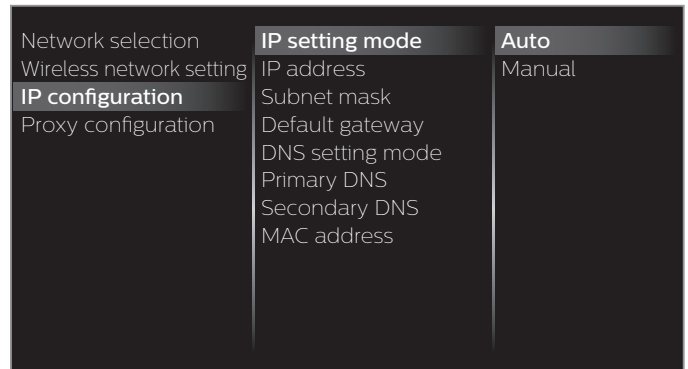 Network selection
Wireless network setting
IP configuration
Proxy configuration
IP setting mode
IP address
Subnet mask
Default gateway
DNS setting mode
Primary DNS
Secondary DNS
MAC address
Auto
Manual